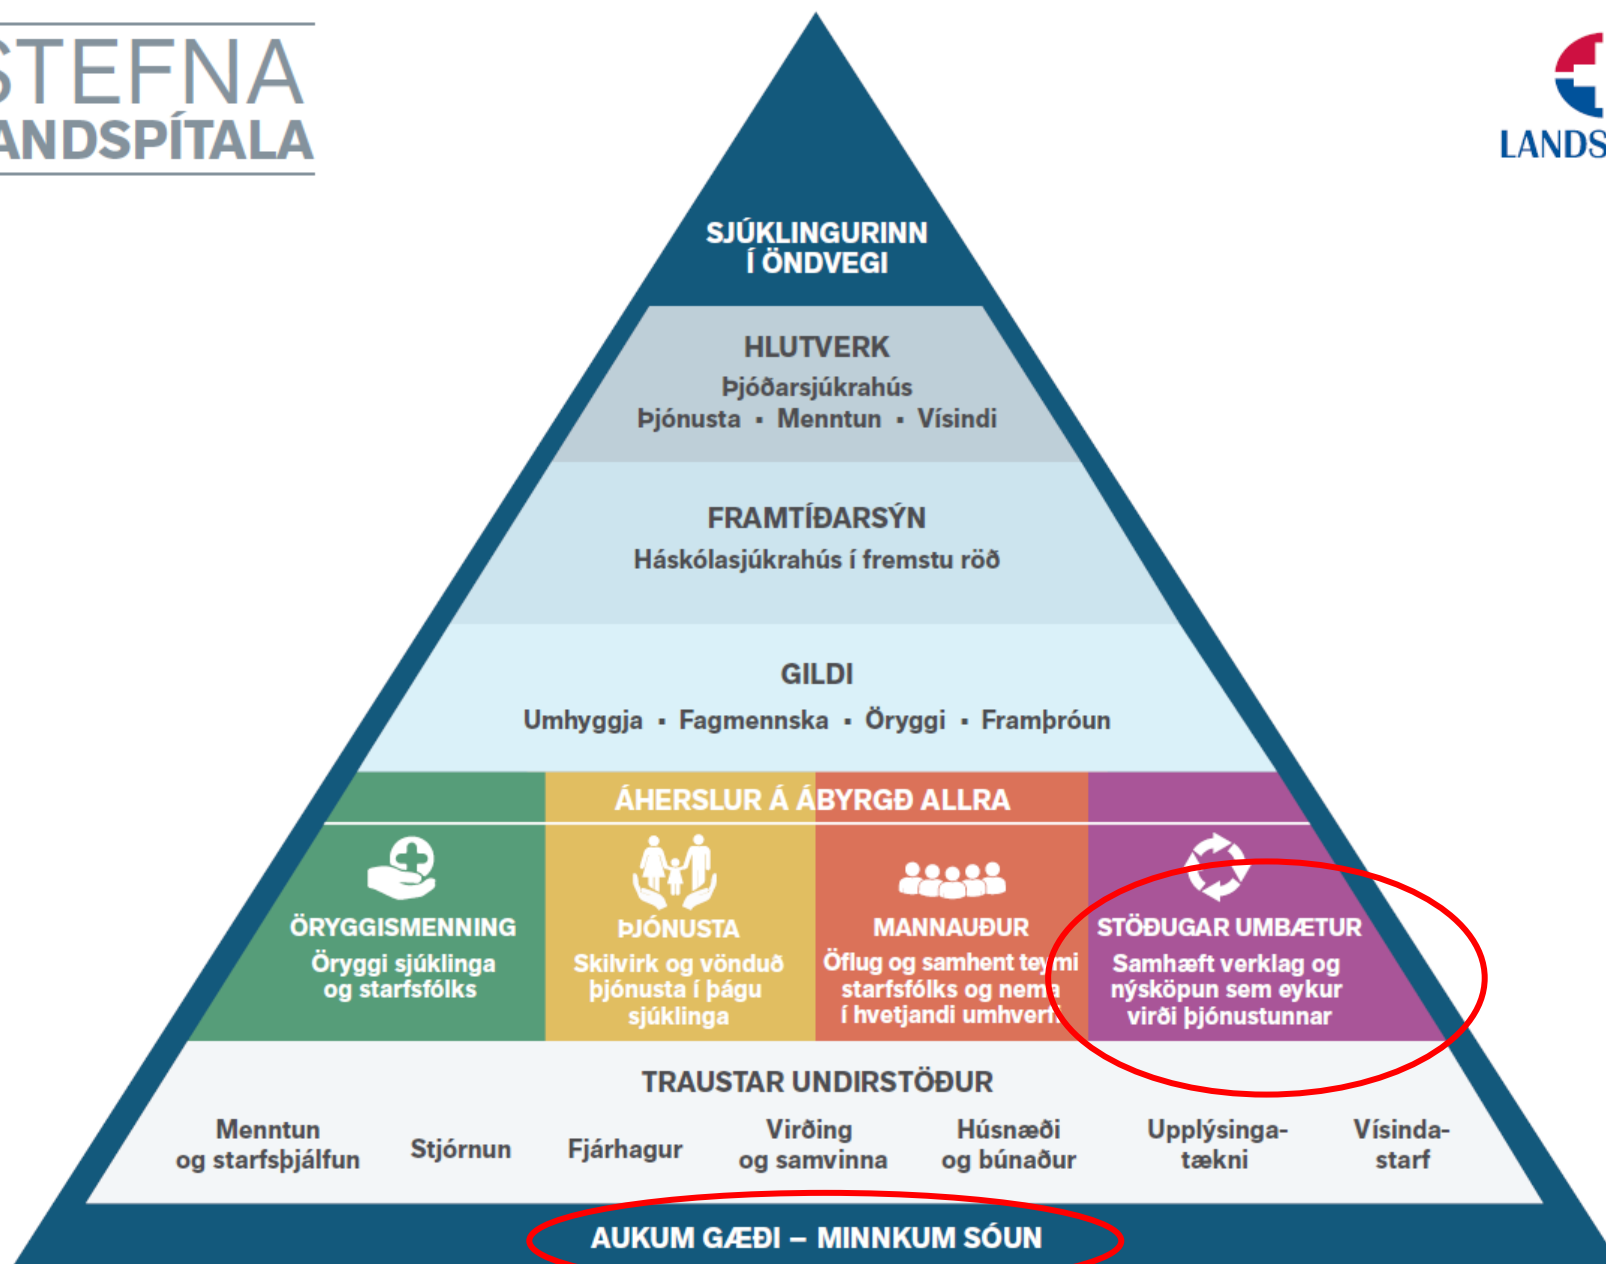 STEFNA
ANDSPÍTALA
LANDS
SJÚKLINGURINN
Í ÖNDVEGI
HLUTVERK
Þjóðarsjúkrahús
Þjónusta ▪ Menntun ▪ Vísindi
FRAMTÍÐARSÝN
Háskólasjúkrahús í fremstu röð
GILDI
Umhyggja ▪ Fagmennska ▪ Öryggi ▪ Framþróun
ÁHERSLUR Á ÁBYRGÐ ALLRA
ÖRYGGISMENNING
Öryggi sjúklinga
og starfsfólks
ÞJÓNUSTA
Skilvirk og vönduð
þjónusta í þágu
sjúklinga
MANNAUÐUR
Öflug og samhent teymi
starfsfólks og nema
í hvetjandi umhverfi
STÖÐUGAR UMBÆTUR
Samhæft verklag og
nýsköpun sem eykur
virði þjónustunnar
TRAUSTAR UNDIRSTÖÐUR
Menntun
og starfsþjálfun
Stjórnun
Fjárhagur
Virðing
og samvinna
Húsnæði
og búnaður
Upplýsinga-
tækni
Vísinda-
starf
AUKUM GÆÐI – MINNKUM SÓUN